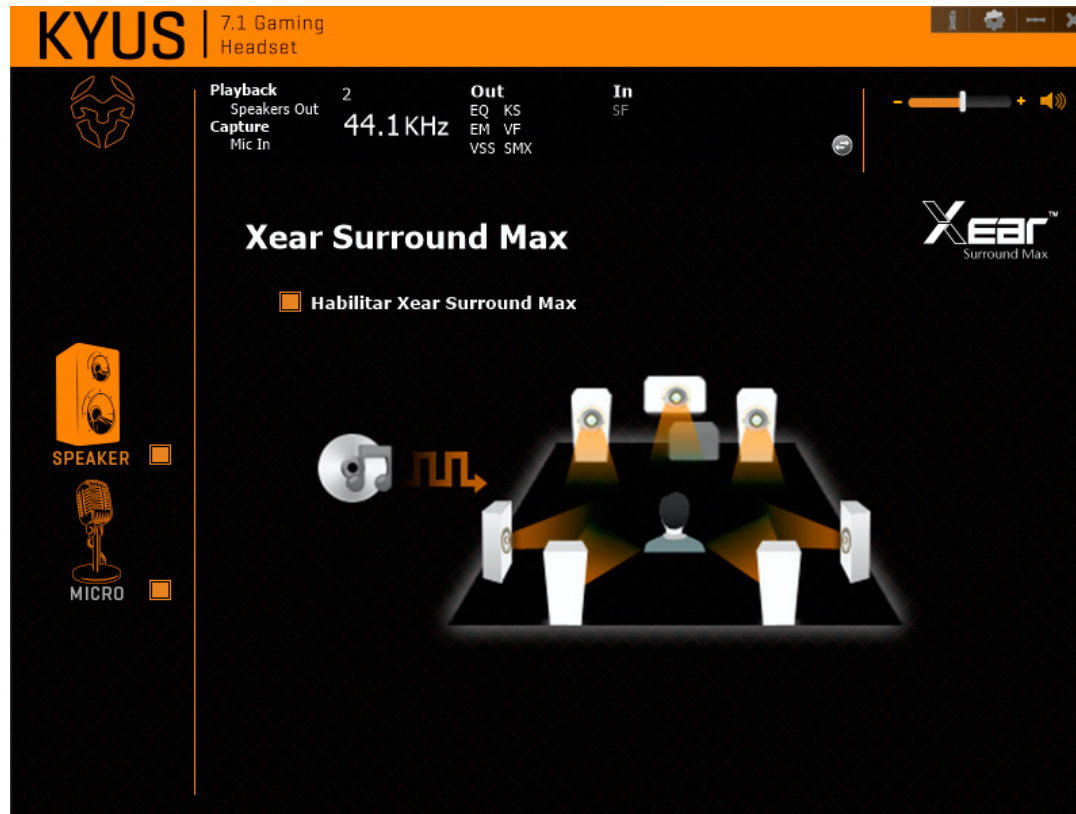 KYUS
7.1 Gaming
Headset
Playback
Speakers Out
Capture
Mic In
2
44.1KHz
Out
EQ KS
EM VF
VSS SMX
In
SF
- +
Xear Surround Max
Xear™
Surround Max
Habilitar Xear Surround Max
SPEAKER
MICRO